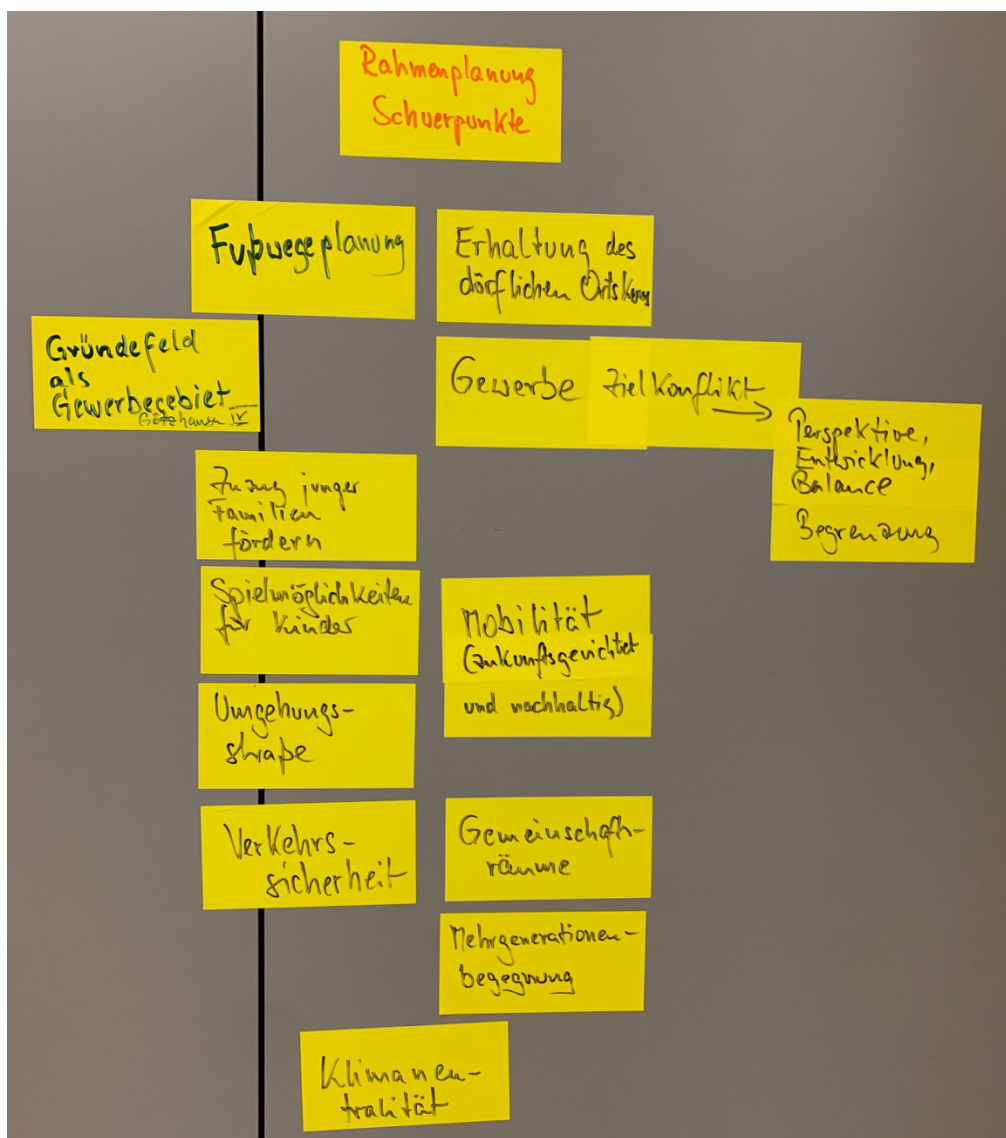 Rahmenplanung
Schwerpunkte
Fußwegeplanung
Erhaltung des
dörflichen Ortskerns
Gründefeld
als
Gewerbegebiet
IV
Gewerbe
Zielkonflikt →
Perspektive,
Entwicklung,
Balance
Begrenzung
Zuzug junger
Familien
fördern
Spielmöglichkeiten
für Kinder
Mobilität
(zukunftsgerichtet
und nachhaltig)
Umgehungs-
straße
Verkehrs-
sicherheit
Gemeinschafts-
räume
Mehrgenerationen-
begegnung
Klimaneu-
tralität